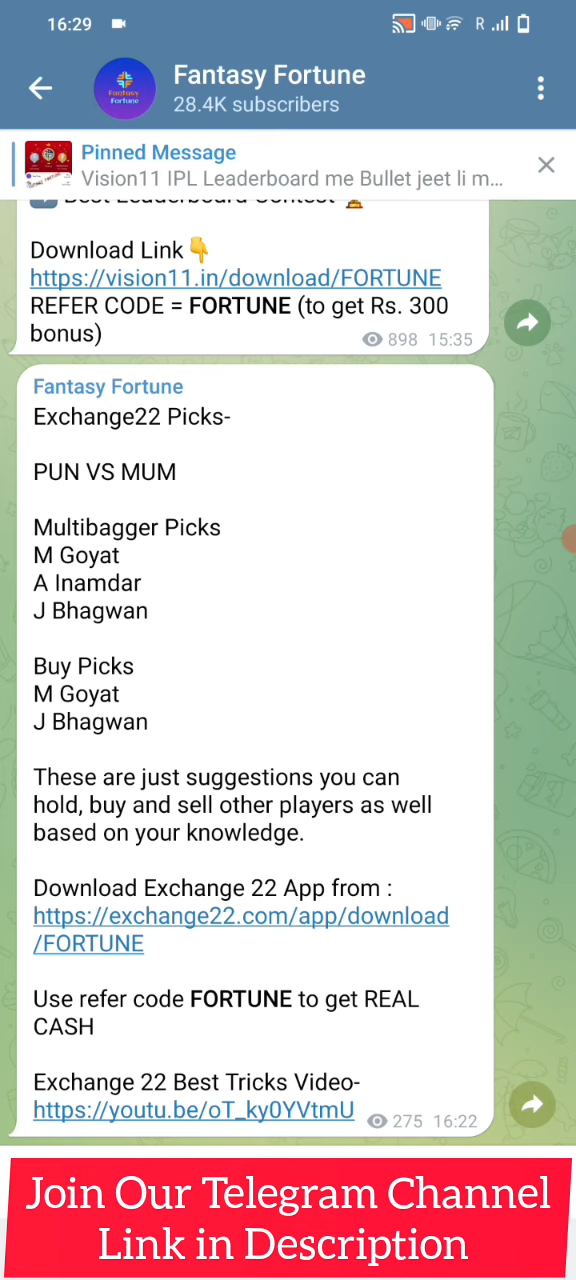 16:29
R
Fantasy Fortune
Fantasy Fortune
28.4K subscribers
Pinned Message
Vision11 IPL Leaderboard me Bullet jeet li m...
Best Leaderboard Contest
Download Link
https://vision11.in/download/FORTUNE
REFER CODE = FORTUNE (to get Rs. 300
bonus)
898 15:35
Fantasy Fortune
Exchange22 Picks-
PUN VS MUM
Multibagger Picks
M Goyat
A Inamdar
J Bhagwan
Buy Picks
M Goyat
J Bhagwan
These are just suggestions you can
hold, buy and sell other players as well
based on your knowledge.
Download Exchange 22 App from :
https://exchange22.com/app/download
/FORTUNE
Use refer code FORTUNE to get REAL
CASH
Exchange 22 Best Tricks Video-
https://youtu.be/oT_ky0YVtmU
275 16:22
Join Our Telegram Channel
Link in Description